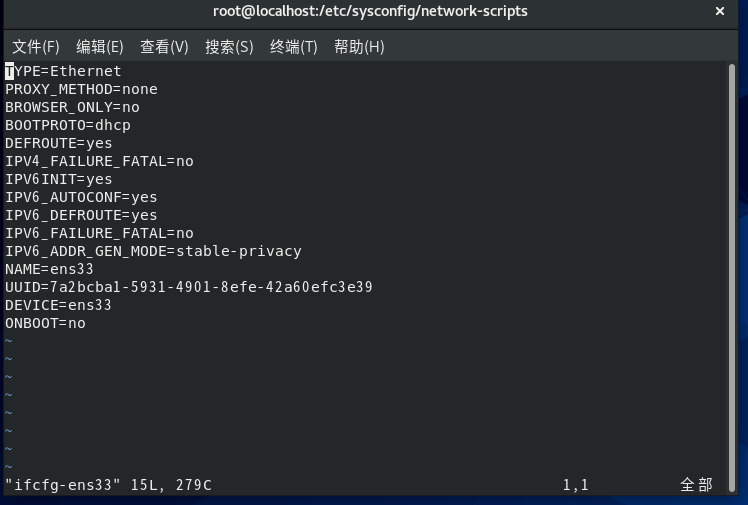 root@localhost:/etc/sysconfig/network-scripts ×
文件(F) 编辑(E) 查看(V) 搜索(S) 终端(T) 帮助(H)
TYPE=Ethernet
PROXY_METHOD=none
BROWSER_ONLY=no
BOOTPROTO=dhcp
DEFROUTE=yes
IPV4_FAILURE_FATAL=no
IPV6INIT=yes
IPV6_AUTOCONF=yes
IPV6_DEFROUTE=yes
IPV6_FAILURE_FATAL=no
IPV6_ADDR_GEN_MODE=stable-privacy
NAME=ens33
UUID=7a2bcba1-5931-4901-8efe-42a60efc3e39
DEVICE=ens33
ONBOOT=no
~
~
~
~
~
~
~
~
"ifcfg-ens33" 15L, 279C 1,1 全部